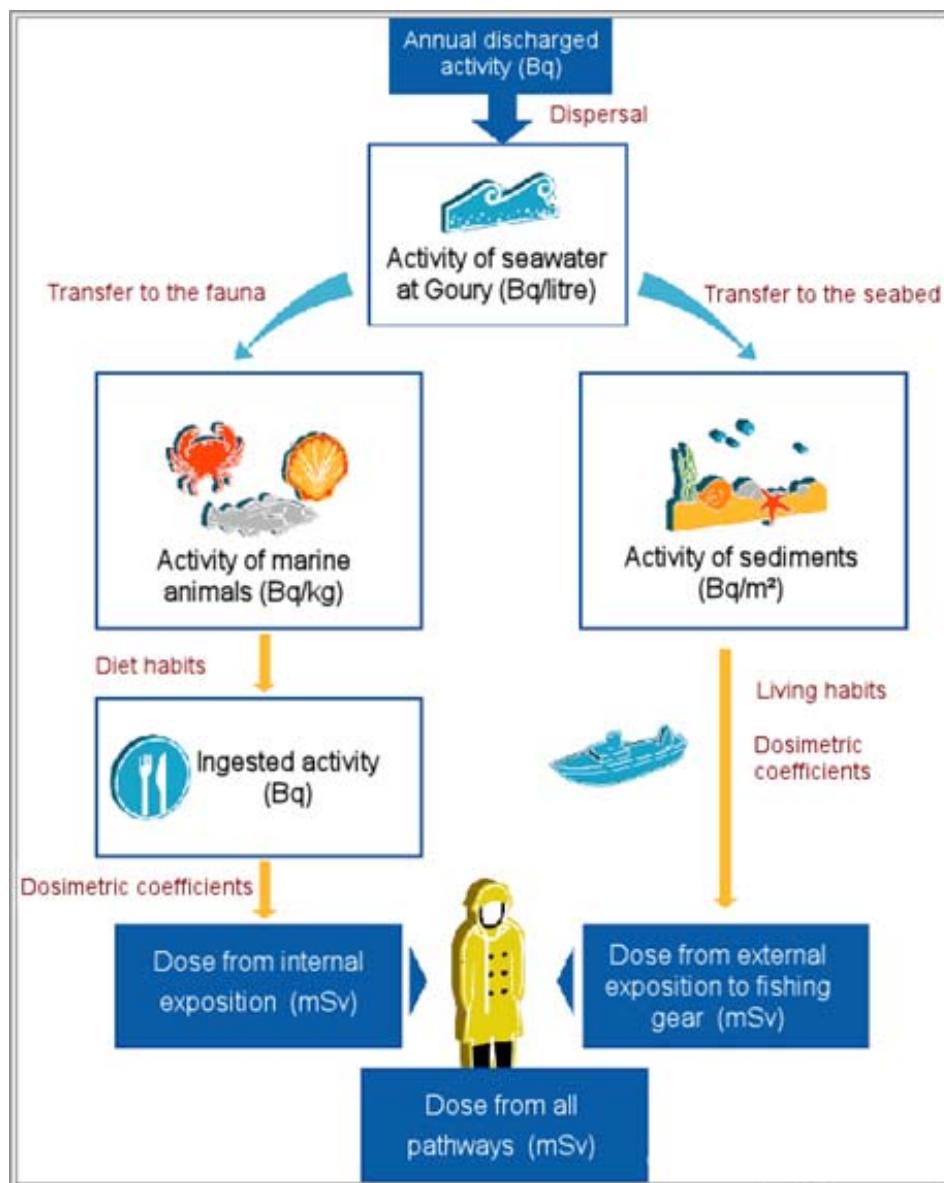 Annual discharged
activity (Bq)
Dispersal
Activity of seawater
at Goury (Bq/litre)
Transfer to the fauna
Transfer to the seabed
Activity of marine
animals (Bq/kg)
Activity of sediments
(Bq/m²)
Diet habits
Living habits
Dosimetric
coefficients
Ingested activity
(Bq)
Dosimetric coefficients
Dose from internal
exposition (mSv)
Dose from external
exposition to fishing
gear (mSv)
Dose from all
pathways (mSv)